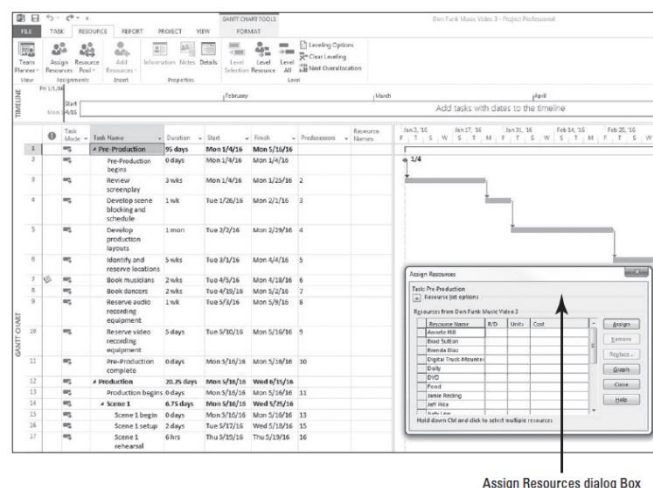 GANTT CHART TOOLS
Don Funk Music Video 3 - Project Professional
FILE TASK RESOURCE REPORT PROJECT VIEW FORMAT
Team Planner Assign Resources Resource Pool Add Resources Information Notes Details Level Selection Level Resource Level All Leveling Options
Clear Leveling
Next Overallocation
View Assignments Insert Properties Level
TIMELINE
Start
February March April
Add tasks with dates to the timeline
Task Mode Task Name Duration Start Finish Predecessors Resource Names
Jan 3, '16 Jan 17, '16 Jan 31, '16 Feb 14, '16 Feb 28, '16
F T S W S T M F T S W S T M F
GANTT CHART
1 Pre-Production 95 days Mon 1/4/16 Mon 5/16/16
2 Pre-Production begins 0 days Mon 1/4/16 Mon 1/4/16
1/4
3 Review screenplay 3 wks Mon 1/4/16 Mon 1/25/16 2
4 Develop scene blocking and schedule 1 wk Tue 1/26/16 Mon 2/1/16 3
5 Develop production layouts 1 mon Tue 2/2/16 Mon 2/29/16 4
6 Identify and reserve locations 5 wks Tue 3/1/16 Mon 4/4/16 5
7 Book musicians 2 wks Tue 4/5/16 Mon 4/18/16 6
8 Book dancers 2 wks Tue 4/19/16 Mon 5/2/16 7
9 Reserve audio recording equipment 1 wk Tue 5/3/16 Mon 5/9/16 8
10 Reserve video recording equipment 5 days Tue 5/10/16 Mon 5/16/16 9
11 Pre-Production complete 0 days Mon 5/16/16 Mon 5/16/16 10
12 Production 20.25 days Mon 5/16/16 Wed 6/15/16
13 Production begins 0 days Mon 5/16/16 Mon 5/16/16 11
14 Scene 1 6.75 days Mon 5/16/16 Wed 5/25/16
15 Scene 1 begin 0 days Mon 5/16/16 Mon 5/16/16 13
16 Scene 1 setup 2 days Tue 5/17/16 Wed 5/18/16 15
17 Scene 1 rehearsal 6 hrs Thu 5/19/16 Thu 5/19/16 16
Assign Resources
Task: Pre-Production
Resource list options
Resources from Don Funk Music Video 3
Resource Name R/D Units Cost
Annette Hill
Brad Sutton
Brenda Diaz
Digital Truck-Mounte
Dolly
DVD
Food
Jamie Reding
Assign
Remove
Replace...
Graph
Close
Help
Hold down Ctrl and click to select multiple resources
Assign Resources dialog Box